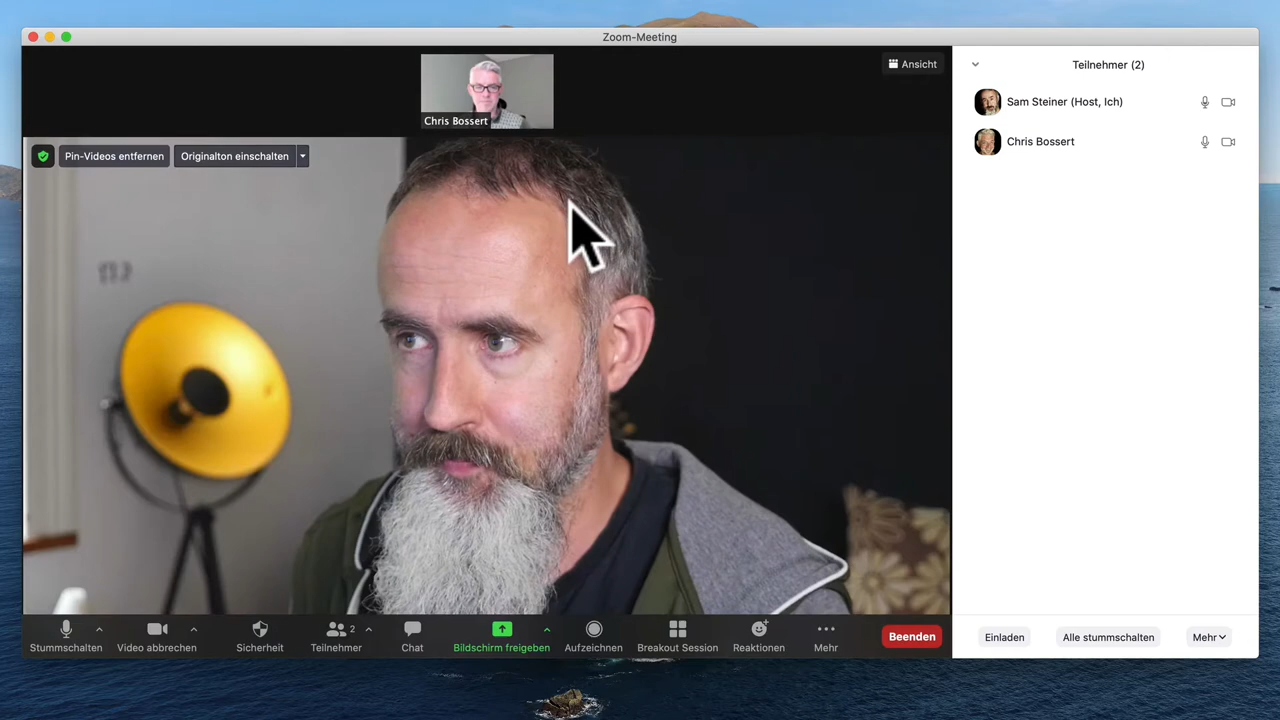 Zoom-Meeting
Chris Bossert
Ansicht
Teilnehmer (2)
Sam Steiner (Host, Ich)
Chris Bossert
Pin-Videos entfernen
Originalton einschalten
Stummschalten
Video abbrechen
Sicherheit
2
Teilnehmer
Chat
Bildschirm freigeben
Aufzeichnen
Breakout Session
Reaktionen
Mehr
Beenden
Einladen
Alle stummschalten
Mehr